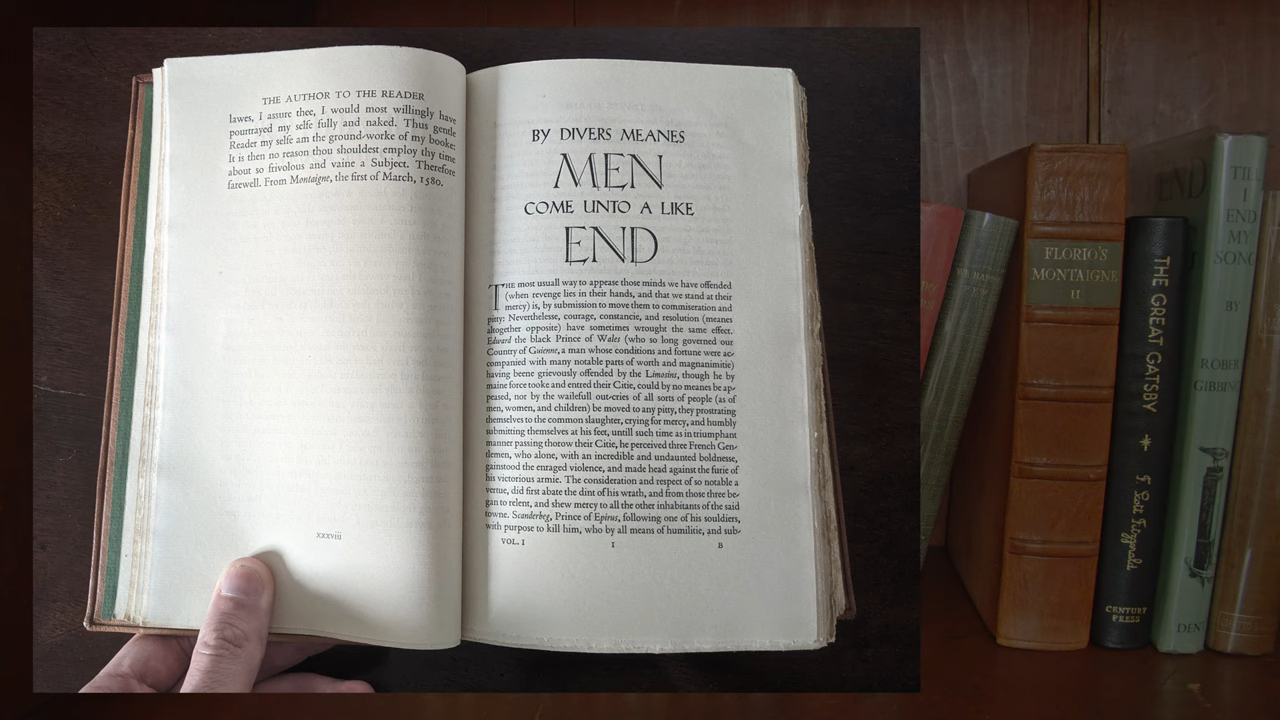 THE AUTHOR TO THE READER
lawes, I assure thee, I would most willingly have
pourtrayed my selfe fully and naked. Thus gentle
Reader my selfe am the ground-worke of my booke:
It is then no reason thou shouldest employ thy time
about so frivolous and vaine a Subject. Therefore
farewell. From Montaigne, the first of March, 1580.
xxxviii
BY DIVERS MEANES
MEN
COME UNTO A LIKE
END
THE most usuall way to appease those minds we have offended
(when revenge lies in their hands, and that we stand at their
mercy) is, by submission to move them to commiseration and
pitty: Neverthelesse, courage, constancie, and resolution (meanes
altogether opposite) have sometimes wrought the same effect.
Edward the black Prince of Wales (who so long governed our
Country of Guienne, a man whose conditions and fortune were ac-
companied with many notable parts of worth and magnanimitie)
having beene grievously offended by the Limosins, though he by
maine force tooke and entred their Citie, could by no meanes be ap-
peased, nor by the wailefull out-cries of all sorts of people (as of
men, women, and children) be moved to any pitty, they prostrating
themselves to the common slaughter, crying for mercy, and humbly
submitting themselves at his feet, untill such time as in triumphant
manner passing thorow their Citie, he perceived three French Gen-
tlemen, who alone, with an incredible and undaunted boldnesse,
gainstood the enraged violence, and made head against the furie of
his victorious armie. The consideration and respect of so notable a
vertue, did first abate the dint of his wrath, and from those three be-
gan to relent, and shew mercy to all the other inhabitants of the said
towne. Scanderbeg, Prince of Epirus, following one of his souldiers,
with purpose to kill him, who by all means of humilitie, and sub-
VOL. I 1 B
FLORIO'S
MONTAIGNE
II
THE GREAT GATSBY
F. Scott Fitzgerald
CENTURY
PRESS
END
TILL
I
END
MY
SONG
BY
ROBER
GIBBING
DENT